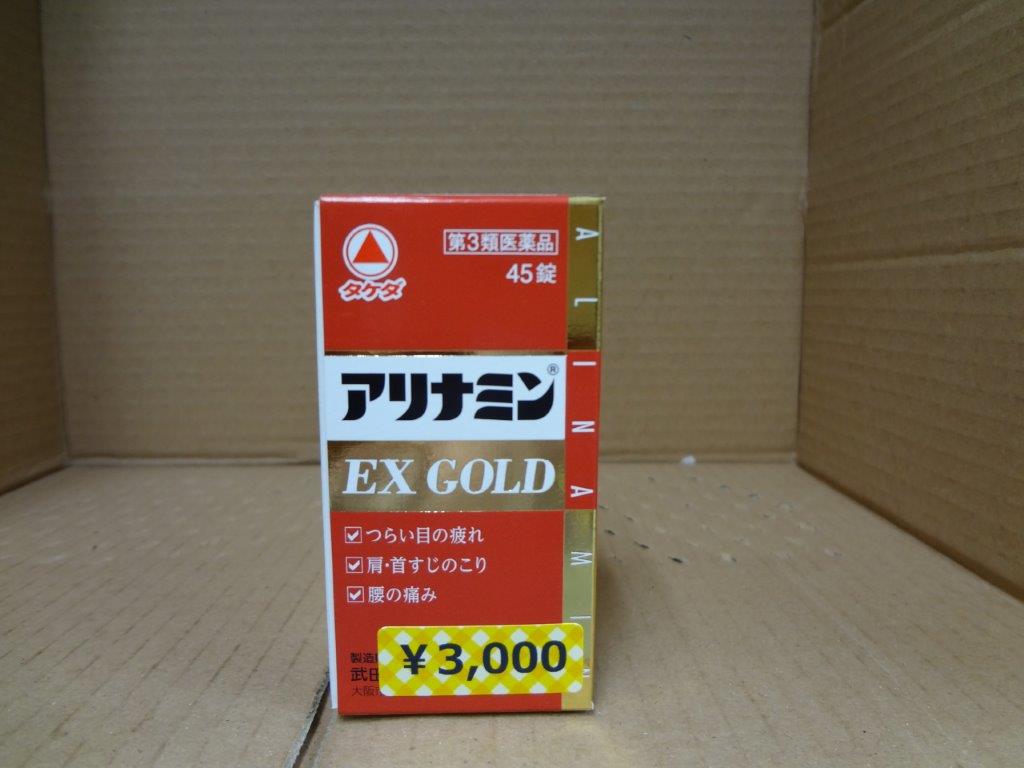 タケダ
第3類医薬品
45錠
アリナミン®
EX GOLD
つらい目の疲れ
肩・首すじのこり
腰の痛み
製造
武田
大阪
¥3,000
ALINAMIN